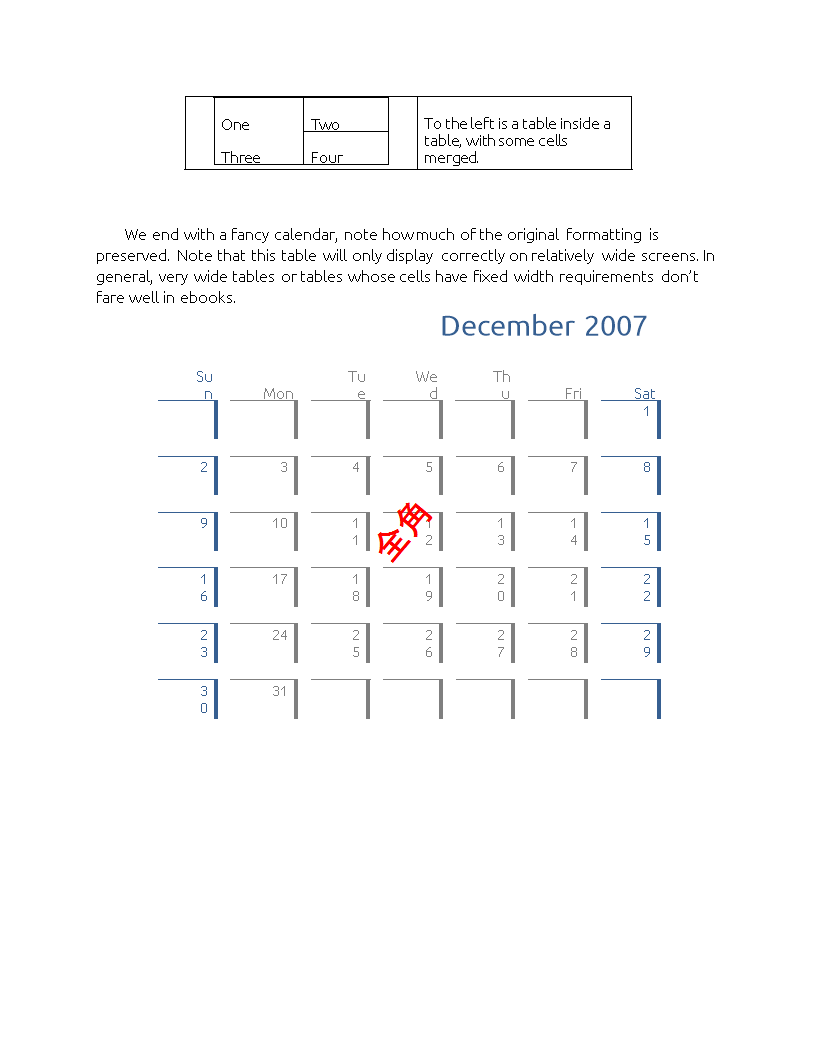 One Two
Three Four
To the left is a table inside a
table, with some cells
merged.
We end with a fancy calendar, note how much of the original formatting is
preserved. Note that this table will only display correctly on relatively wide screens. In
general, very wide tables or tables whose cells have fixed width requirements don’t
fare well in ebooks.
December 2007
Sun Mon Tue Wed Thu Fri Sat
1
2 3 4 5 6 7 8
9 10 11 12 13 14 15
全角
16 17 18 19 20 21 22
23 24 25 26 27 28 29
30 31